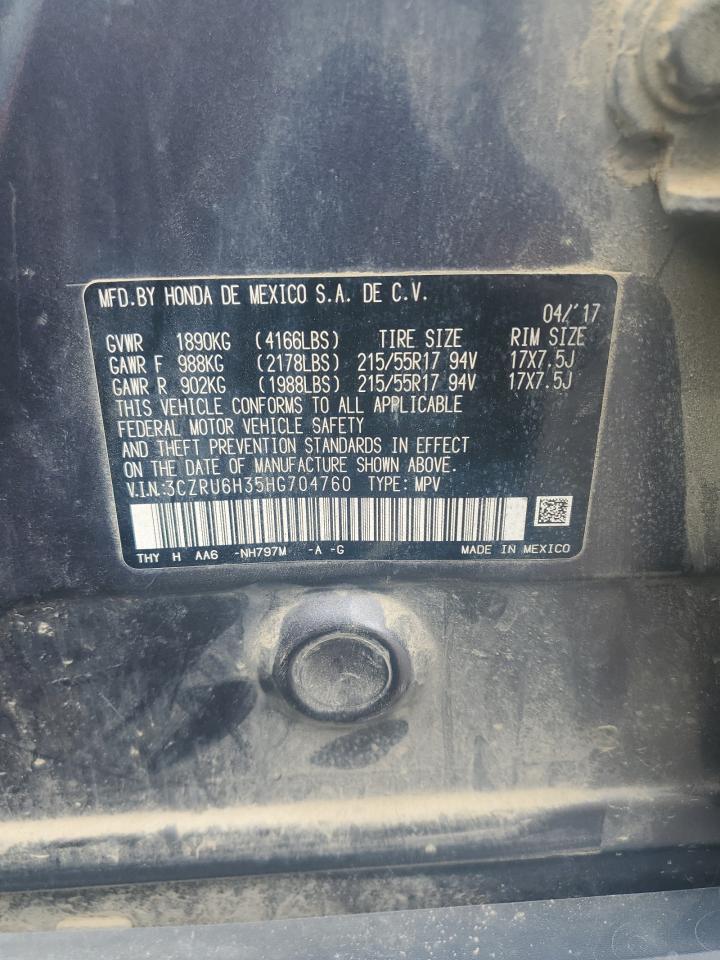 MFD.BY HONDA DE MEXICO S.A. DE C.V.
04/'17
GVWR 1890KG (4166LBS) TIRE SIZE RIM SIZE
GAWR F 988KG (2178LBS) 215/55R17 94V 17X7.5J
GAWR R 902KG (1988LBS) 215/55R17 94V 17X7.5J
THIS VEHICLE CONFORMS TO ALL APPLICABLE
FEDERAL MOTOR VEHICLE SAFETY
AND THEFT PREVENTION STANDARDS IN EFFECT
ON THE DATE OF MANUFACTURE SHOWN ABOVE.
V.I.N:3CZRU6H35HG704760 TYPE: MPV
THY H AA6 -NH797M -A -G MADE IN MEXICO